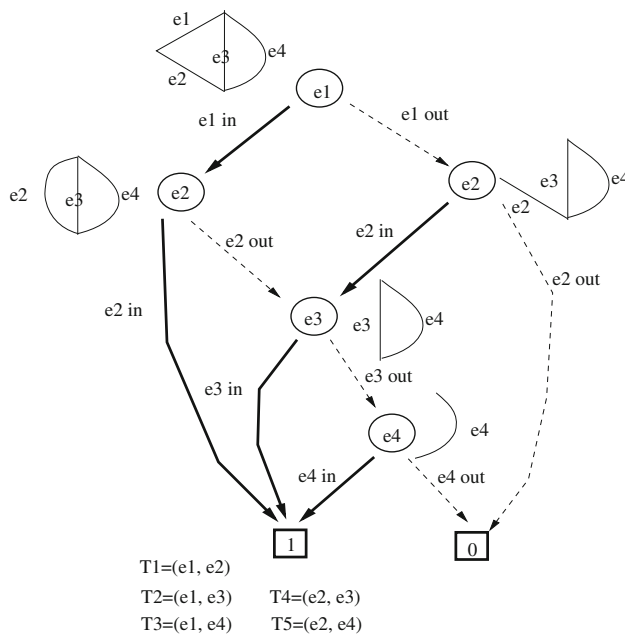 e1
e3
e4
e2
e1
e1 in
e1 out
e2
e3
e4
e2
e2
e3
e4
e2
e2 in
e2 out
e2 out
e2 in
e3
e3
e4
e3 in
e3 out
e4
e4
e4 in
e4 out
1
0
T1=(e1, e2)
T2=(e1, e3) T4=(e2, e3)
T3=(e1, e4) T5=(e2, e4)